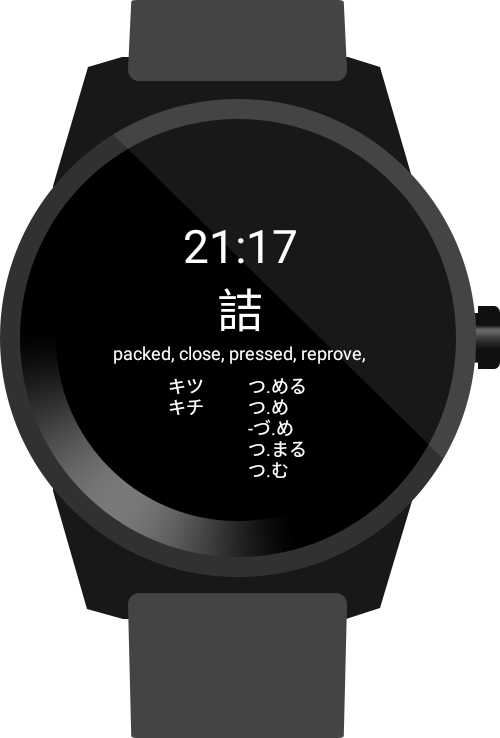 21:17
詰
packed, close, pressed, reprove,
キツ つ.める
キチ つ.め
-づ.め
つ.まる
つ.む